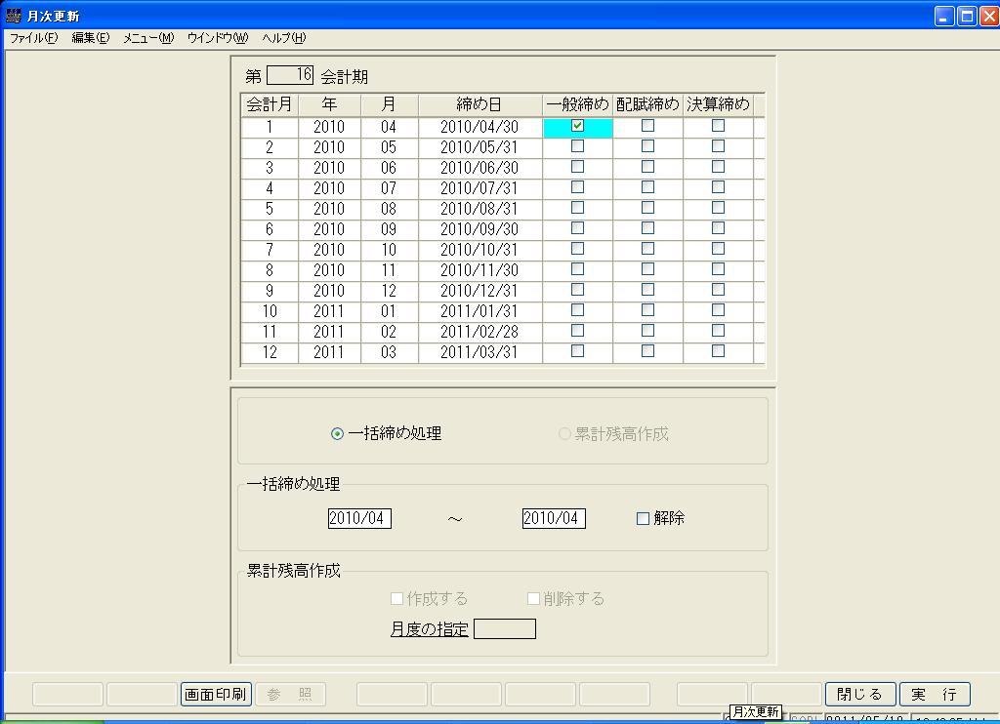 月次更新
ファイル(F) 編集(E) メニュー(M) ウインドウ(W) ヘルプ(H)
第 16 会計期
会計月 年 月 締め日 一般締め 配賦締め 決算締め
1 2010 04 2010/04/30
2 2010 05 2010/05/31
3 2010 06 2010/06/30
4 2010 07 2010/07/31
5 2010 08 2010/08/31
6 2010 09 2010/09/30
7 2010 10 2010/10/31
8 2010 11 2010/11/30
9 2010 12 2010/12/31
10 2011 01 2011/01/31
11 2011 02 2011/02/28
12 2011 03 2011/03/31
一括締め処理 累計残高作成
一括締め処理
2010/04 ～ 2010/04 解除
累計残高作成
作成する 削除する
月度の指定
画面印刷 参 照 閉じる 実 行
月次更新